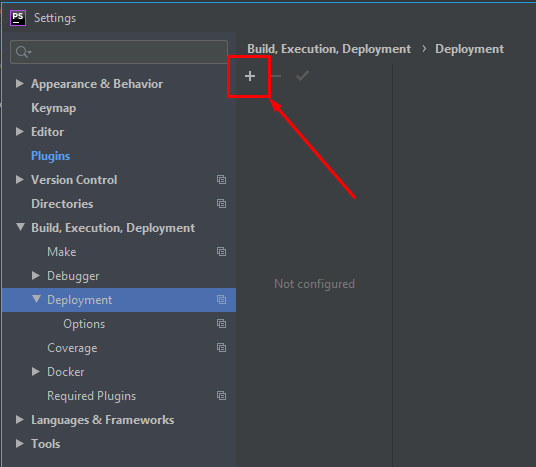 PS Settings
Build, Execution, Deployment › Deployment
Appearance & Behavior
Keymap
Editor
Plugins
Version Control
Directories
Build, Execution, Deployment
Make
Debugger
Deployment
Options
Coverage
Docker
Required Plugins
Languages & Frameworks
Tools
Not configured